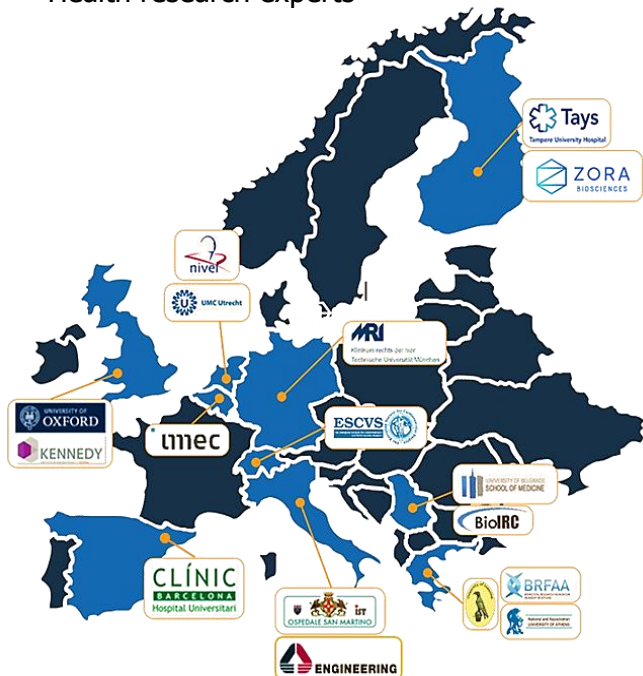 Health research experts
Tays
Tampere University Hospital
ZORA
BIOSCIENCES
nivel
UMC Utrecht
MRI
Klinikum rechts der Isar
Technische Universität München
UNIVERSITY OF
OXFORD
KENNEDY
imec
ESCVS
UNIVERSITY OF BELGRADE
SCHOOL OF MEDICINE
BioIRC
CLÍNIC
BARCELONA
Hospital Universitari
IST
OSPEDALE SAN MARTINO
ENGINEERING
BRFAA
National and Kapodistrian
UNIVERSITY OF ATHENS